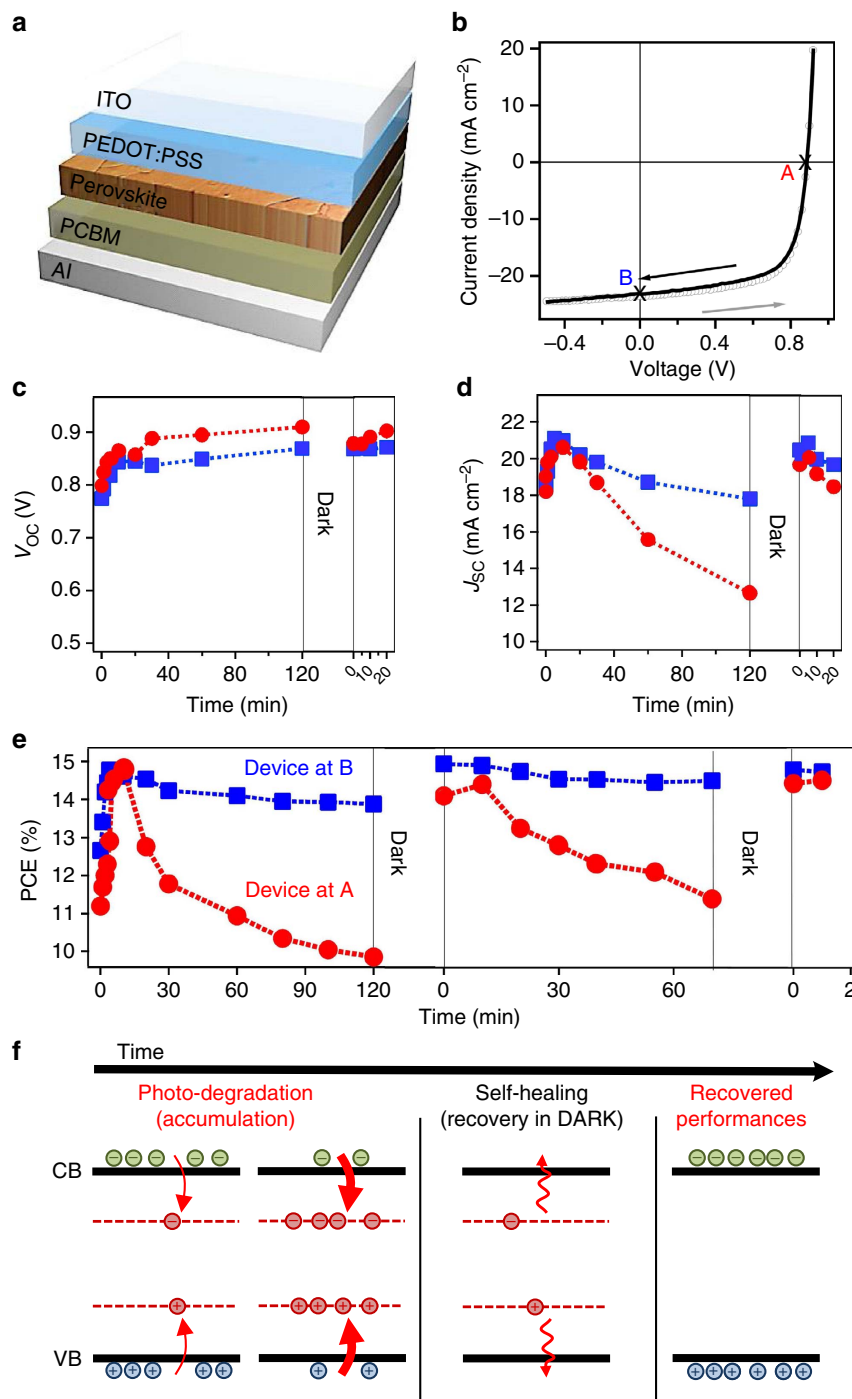 a
ITO
PEDOT:PSS
Perovskite
PCBM
Al
b
20
10
0
−10
−20
Current density (mA cm−2)
A
B
−0.4
0.0
0.4
0.8
Voltage (V)
c
0.9
0.8
0.7
0.6
0.5
VOC (V)
Dark
0
40
80
120
0
10
20
Time (min)
d
22
20
18
16
14
12
10
JSC (mA cm−2)
Dark
0
40
80
120
0
10
20
Time (min)
e
15
14
13
12
11
10
PCE (%)
Device at B
Device at A
Dark
Dark
0
30
60
90
120
0
30
60
0
2
Time (min)
f
Time
Photo-degradation
(accumulation)
Self-healing
(recovery in DARK)
Recovered
performances
CB
VB